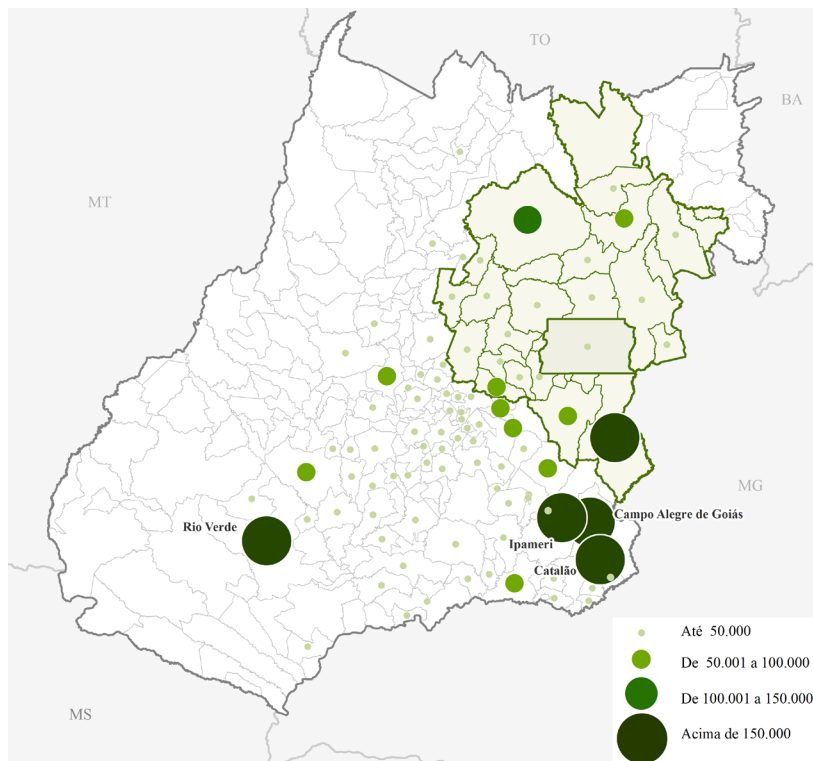 TO
BA
MT
MG
Campo Alegre de Goiás
Rio Verde
Ipameri
Catalão
MS
Até 50.000
De 50.001 a 100.000
De 100.001 a 150.000
Acima de 150.000